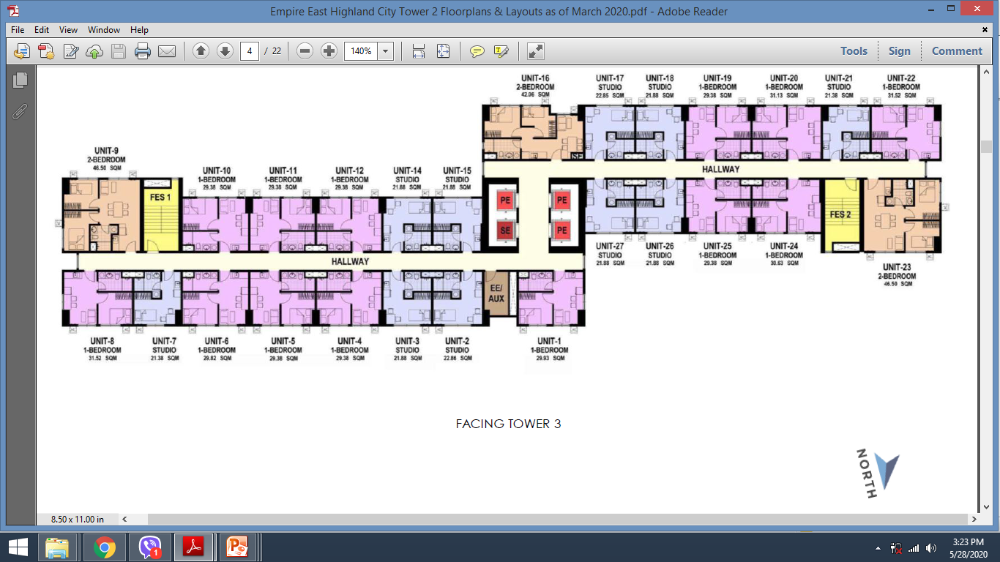 Empire East Highland City Tower 2 Floorplans & Layouts as of March 2020.pdf - Adobe Reader
File Edit View Window Help
4 / 22 140% Tools Sign Comment
UNIT-16
2-BEDROOM
42.06 SQM
UNIT-17
STUDIO
22.85 SQM
UNIT-18
STUDIO
21.88 SQM
UNIT-19
1-BEDROOM
29.38 SQM
UNIT-20
1-BEDROOM
31.13 SQM
UNIT-21
STUDIO
21.38 SQM
UNIT-22
1-BEDROOM
31.52 SQM
SE
HALLWAY
UNIT-9
2-BEDROOM
46.50 SQM
UNIT-10
1-BEDROOM
29.38 SQM
UNIT-11
1-BEDROOM
29.38 SQM
UNIT-12
1-BEDROOM
29.38 SQM
UNIT-14
STUDIO
21.88 SQM
UNIT-15
STUDIO
21.88 SQM
FES 1
PE
PE
SE
PE
FES 2
UNIT-27
STUDIO
21.88 SQM
UNIT-26
STUDIO
21.88 SQM
UNIT-25
1-BEDROOM
29.38 SQM
UNIT-24
1-BEDROOM
30.63 SQM
UNIT-23
2-BEDROOM
46.50 SQM
HALLWAY
EE/
AUX
UNIT-8
1-BEDROOM
31.52 SQM
UNIT-7
STUDIO
21.38 SQM
UNIT-6
1-BEDROOM
29.82 SQM
UNIT-5
1-BEDROOM
29.38 SQM
UNIT-4
1-BEDROOM
29.38 SQM
UNIT-3
STUDIO
21.88 SQM
UNIT-2
STUDIO
22.86 SQM
UNIT-1
1-BEDROOM
29.93 SQM
FACING TOWER 3
NORTH
8.50 x 11.00 in
1
3:23 PM
5/28/2020